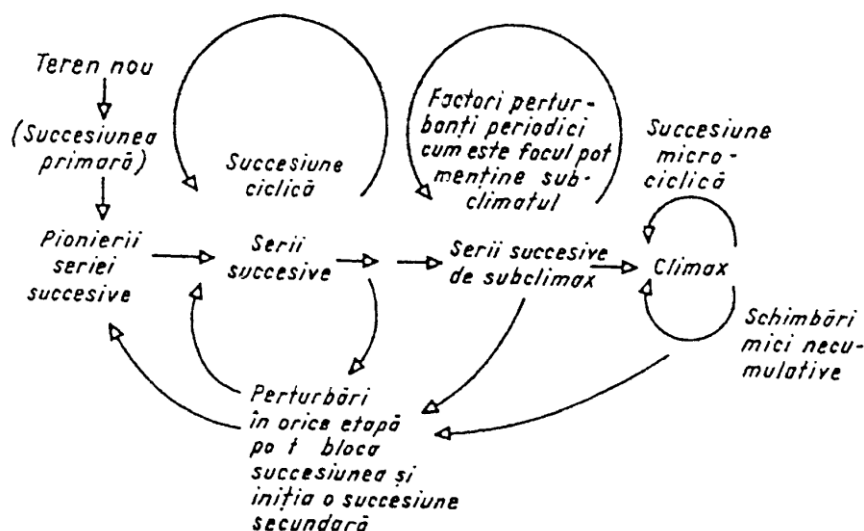 Teren nou
(Succesiunea
primară)
Pionierii
seriei
succesive
Succesiune
ciclică
Serii
succesive
Factori pertur-
banți periodici
cum este focul pot
menține sub-
climatul
Serii succesive
de subclimax
Succesiune
micro-
ciclică
Climax
Schimbări
mici necu-
mulative
Perturbări
în orice etapă
po t bloca
succesiunea și
iniția o succesiune
secundară